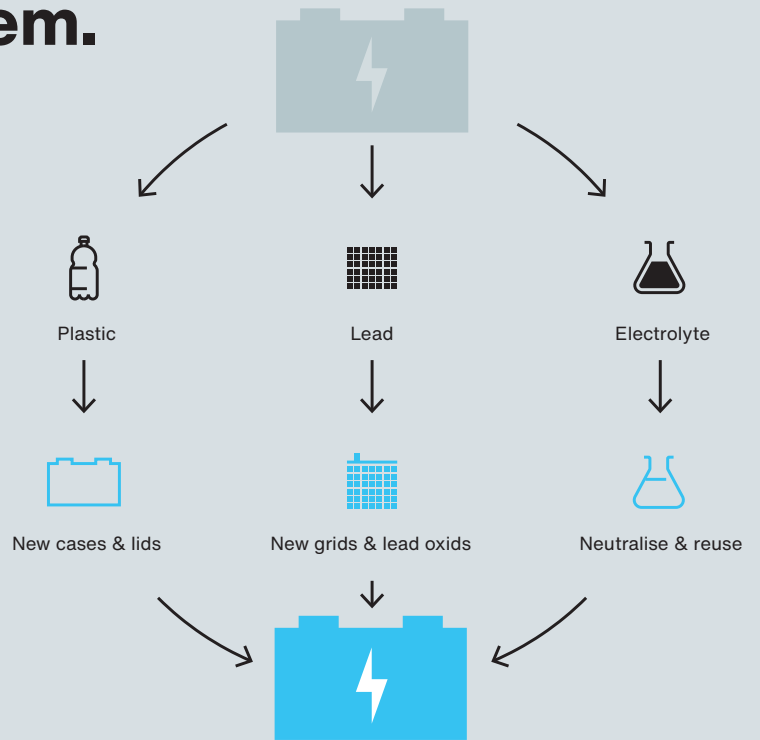 em.
Plastic
Lead
Electrolyte
New cases & lids
New grids & lead oxids
Neutralise & reuse